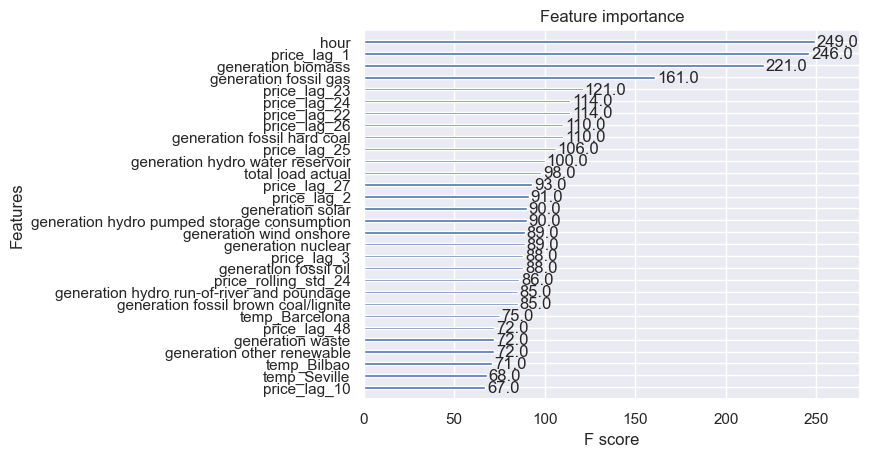 Feature importance
Features
hour 249.0
price_lag_1 246.0
generation biomass 221.0
generation fossil gas 161.0
price_lag_23 121.0
price_lag_24 114.0
price_lag_22 114.0
price_lag_26 110.0
generation fossil hard coal 110.0
price_lag_25 106.0
generation hydro water reservoir 100.0
total load actual 98.0
price_lag_27 93.0
price_lag_2 91.0
generation solar 90.0
generation hydro pumped storage consumption 90.0
generation wind onshore 89.0
generation nuclear 89.0
price_lag_3 88.0
generation fossil oil 88.0
price_rolling_std_24 86.0
generation hydro run-of-river and poundage 85.0
generation fossil brown coal/lignite 85.0
temp_Barcelona 75.0
price_lag_48 72.0
generation waste 72.0
generation other renewable 72.0
temp_Bilbao 71.0
temp_Seville 68.0
price_lag_10 67.0
0 50 100 150 200 250
F score